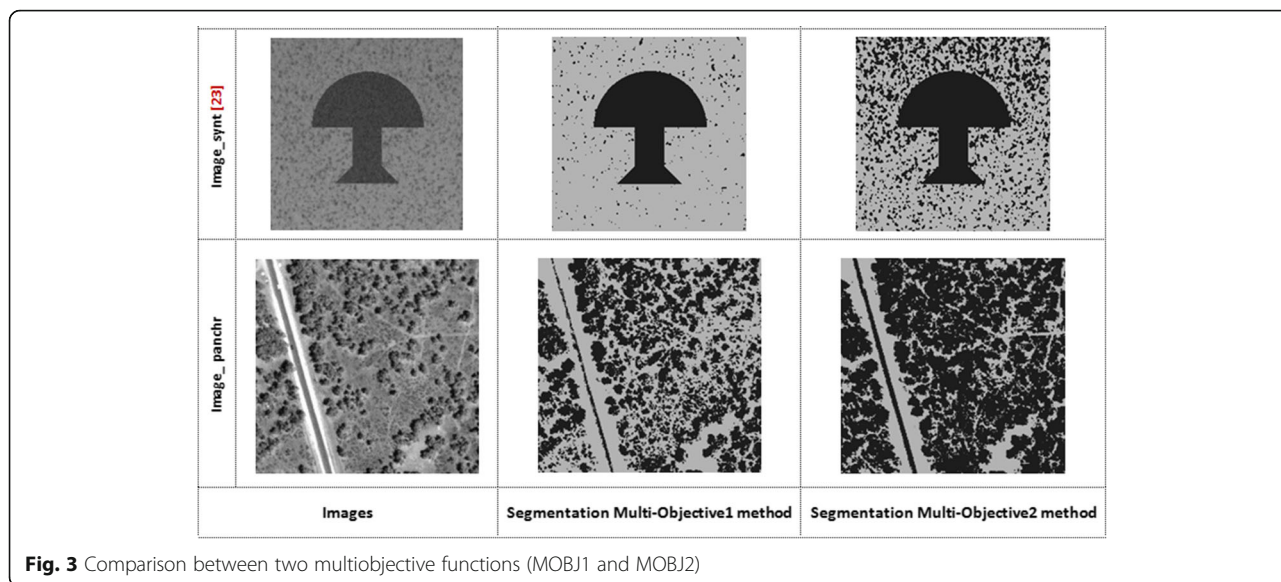 Image_synt [23]
Image_ panchr
Images
Segmentation Multi-Objective1 method
Segmentation Multi-Objective2 method
Fig. 3 Comparison between two multiobjective functions (MOBJ1 and MOBJ2)